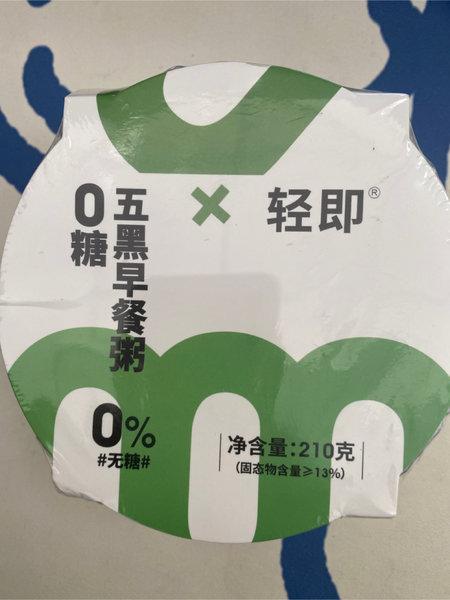 0糖
五黑早餐粥
× 轻即®
0%
#无糖#
净含量:210克
(固态物含量≥13%)